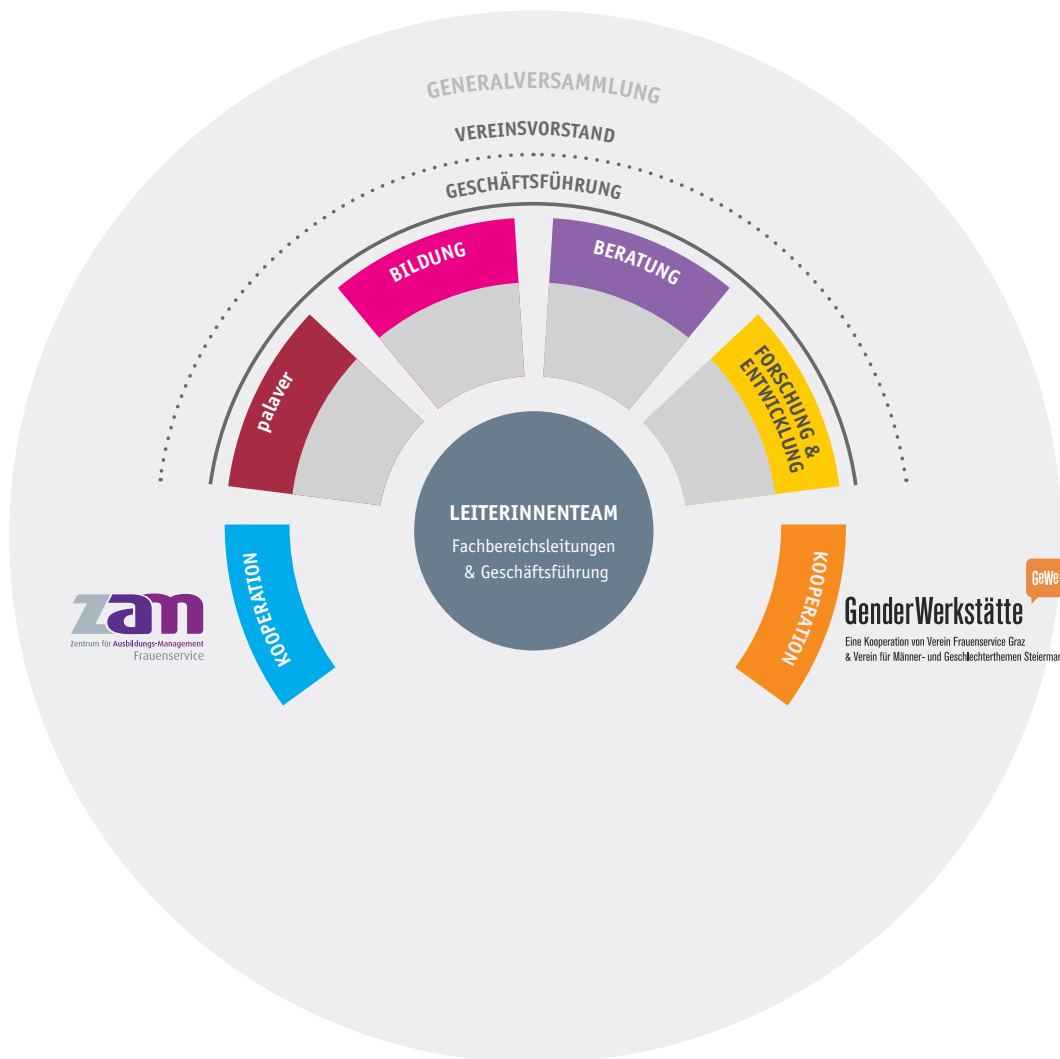 GENERALVERSAMMLUNG
VEREINSVORSTAND
GESCHÄFTSFÜHRUNG
BILDUNG
BERATUNG
palaver
FORSCHUNG &
ENTWICKLUNG
LEITERINNENTEAM
Fachbereichsleitungen
& Geschäftsführung
KOOPERATION
KOOPERATION
zam
Zentrum für Ausbildungs-Management
Frauenservice
GeWe
GenderWerkstätte
Eine Kooperation von Verein Frauenservice Graz
& Verein für Männer- und Geschlechterthemen Steiermar